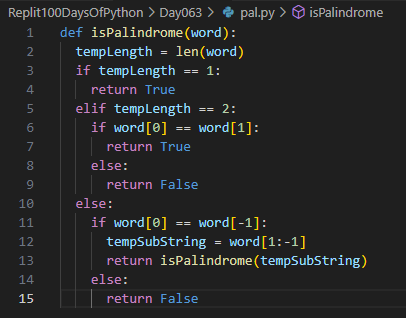 Replit100DaysOfPython > Day063 > pal.py > isPalindrome
1 def isPalindrome(word):
2   tempLength = len(word)
3   if tempLength == 1:
4     return True
5   elif tempLength == 2:
6     if word[0] == word[1]:
7       return True
8     else:
9       return False
10   else:
11     if word[0] == word[-1]:
12       tempSubString = word[1:-1]
13       return isPalindrome(tempSubString)
14     else:
15       return False